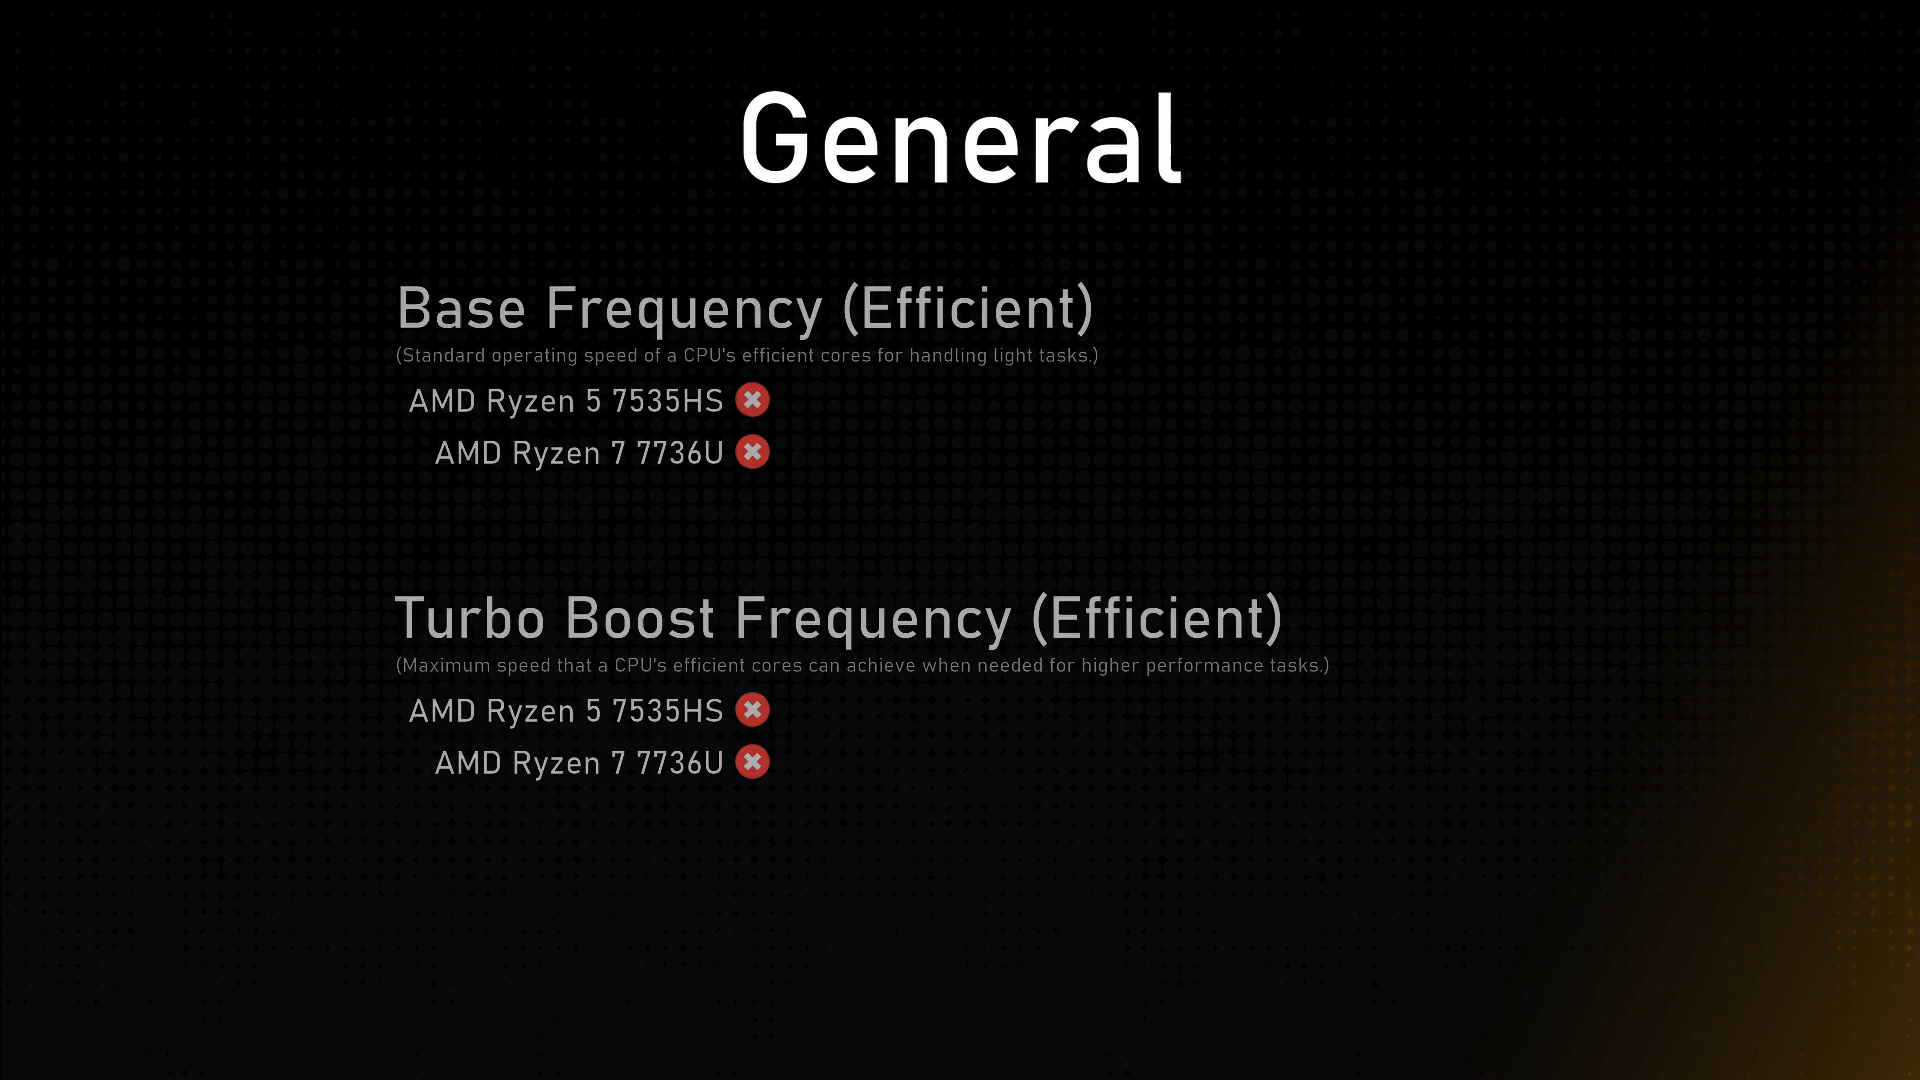 General
Base Frequency (Efficient)
(Standard operating speed of a CPU's efficient cores for handling light tasks.)
AMD Ryzen 5 7535HS
AMD Ryzen 7 7736U
Turbo Boost Frequency (Efficient)
(Maximum speed that a CPU's efficient cores can achieve when needed for higher performance tasks.)
AMD Ryzen 5 7535HS
AMD Ryzen 7 7736U